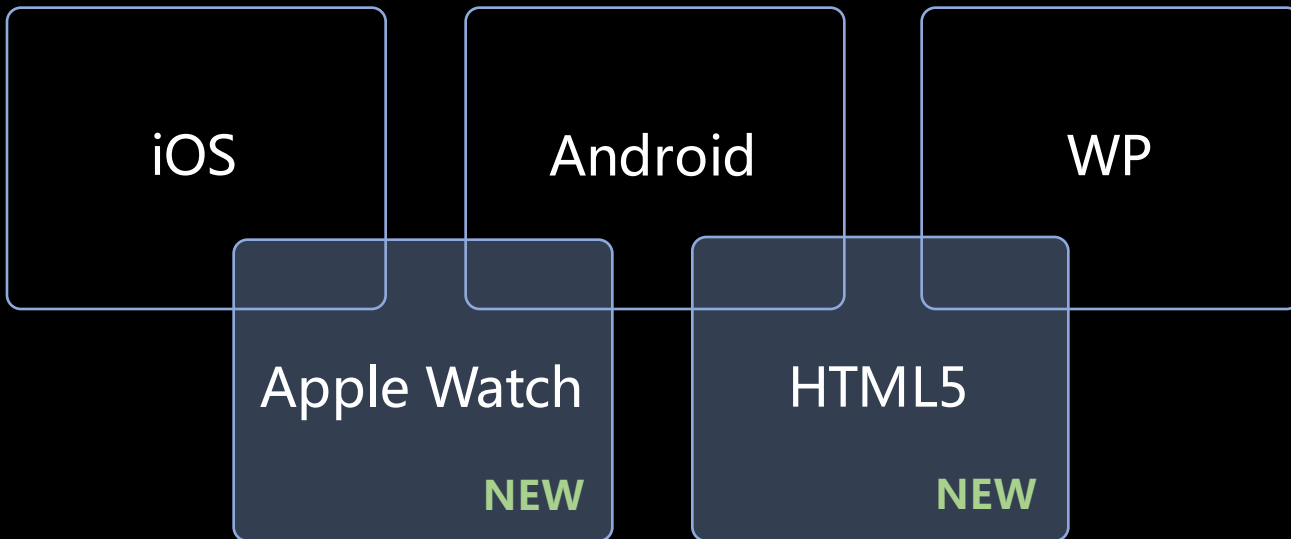 iOS
Android
WP
Apple Watch
HTML5
NEW
NEW